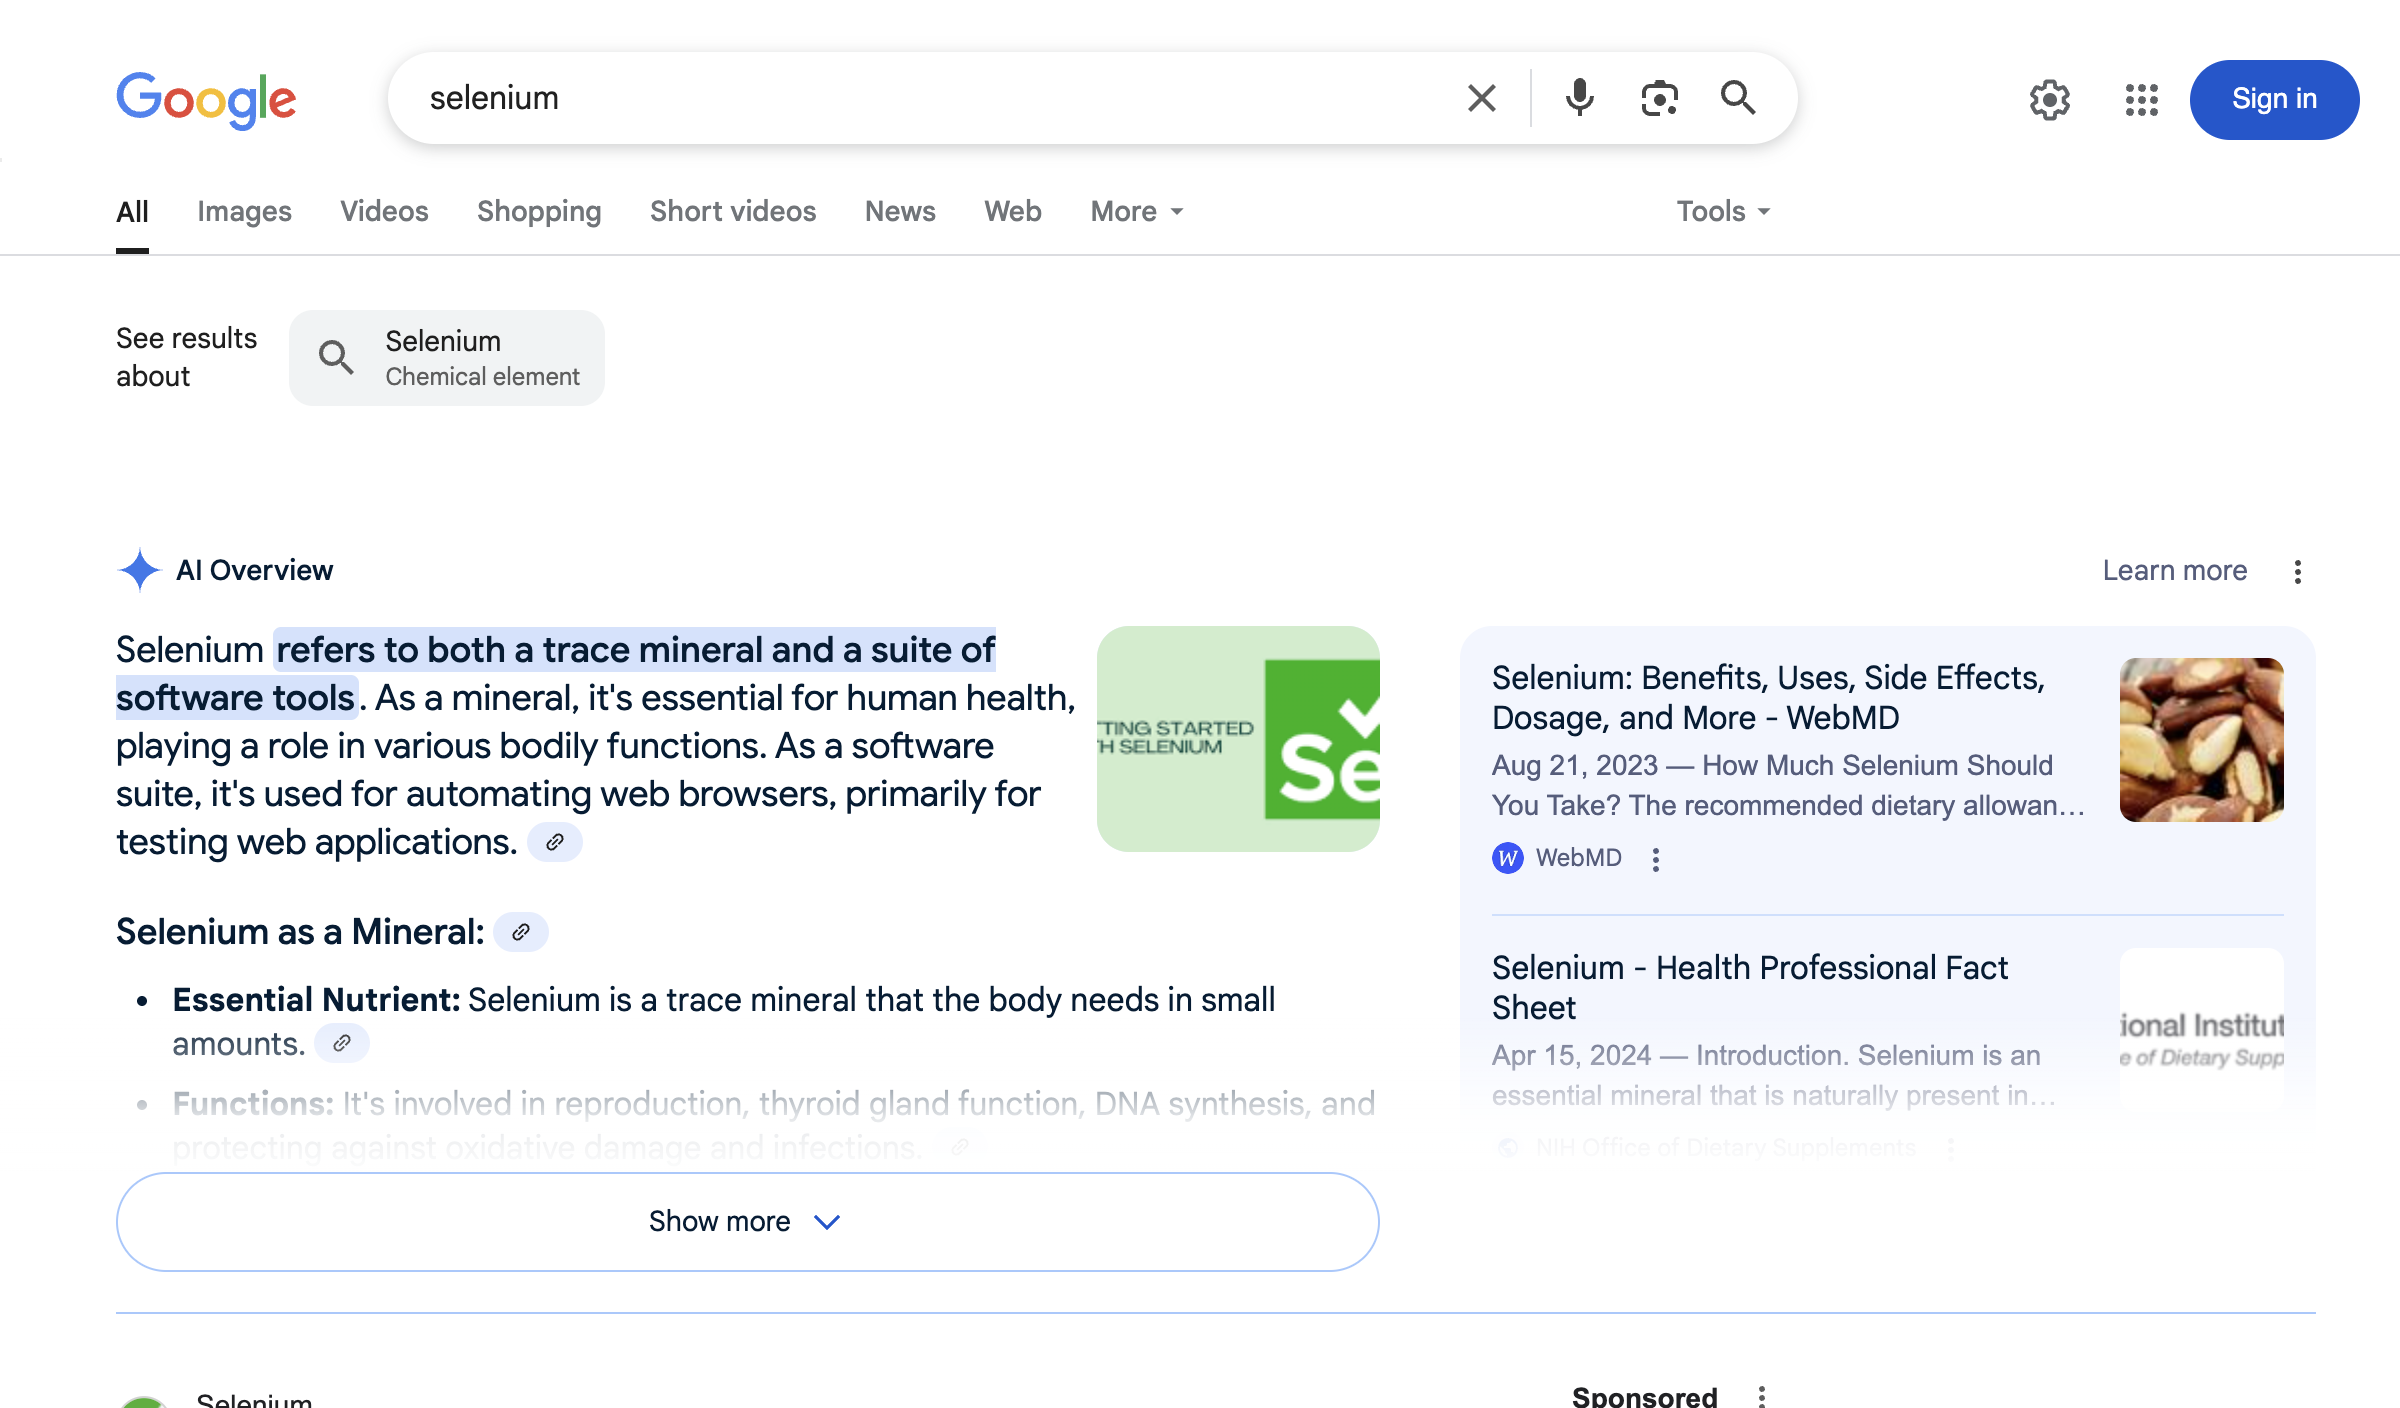 Google
selenium
Sign in
All Images Videos Shopping Short videos News Web More
Tools
See results
about
Selenium
Chemical element
AI Overview
Learn more
Selenium refers to both a trace mineral and a suite of
software tools. As a mineral, it's essential for human health,
playing a role in various bodily functions. As a software
suite, it's used for automating web browsers, primarily for
testing web applications.
TTING STARTED
TH SELENIUM
Se
Selenium as a Mineral:
• Essential Nutrient: Selenium is a trace mineral that the body needs in small
amounts.
• Functions: It's involved in reproduction, thyroid gland function, DNA synthesis, and
protecting against oxidative damage and infections.
Show more
Selenium: Benefits, Uses, Side Effects,
Dosage, and More - WebMD
Aug 21, 2023 — How Much Selenium Should
You Take? The recommended dietary allowan...
W WebMD
Selenium - Health Professional Fact
Sheet
Apr 15, 2024 — Introduction. Selenium is an
essential mineral that is naturally present in...
ional Institut
e of Dietary Supp
NIH Office of Dietary Supplements
Selenium
Sponsored